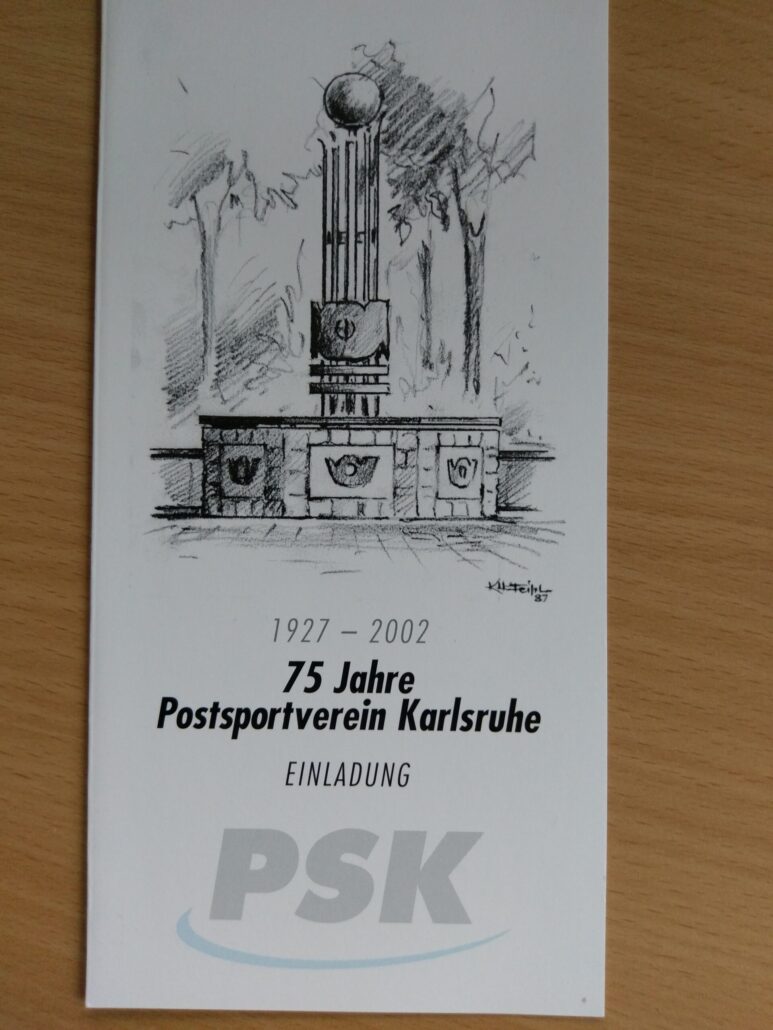 1927 – 2002
75 Jahre
Postsportverein Karlsruhe
EINLADUNG
PSK